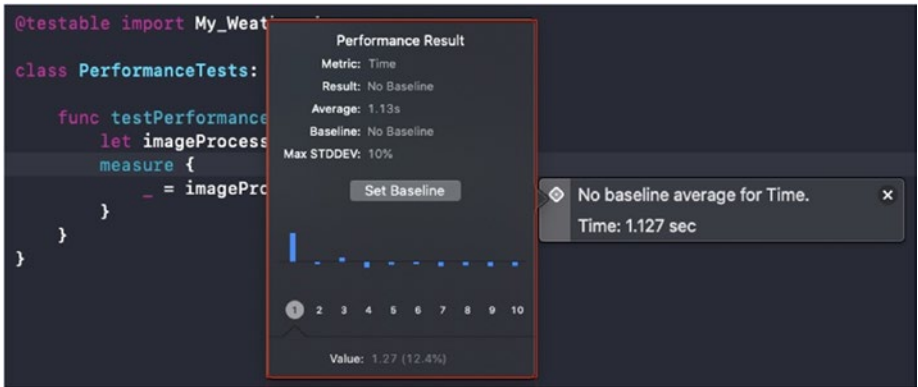 @testable import My_Weat
class PerformanceTests:
func testPerformance
let imageProcess
measure {
_ = imagePro
}
}
}
Performance Result
Metric: Time
Result: No Baseline
Average: 1.13s
Baseline: No Baseline
Max STDDEV: 10%
Set Baseline
1 2 3 4 5 6 7 8 9 10
Value: 1.27 (12.4%)
No baseline average for Time.
Time: 1.127 sec